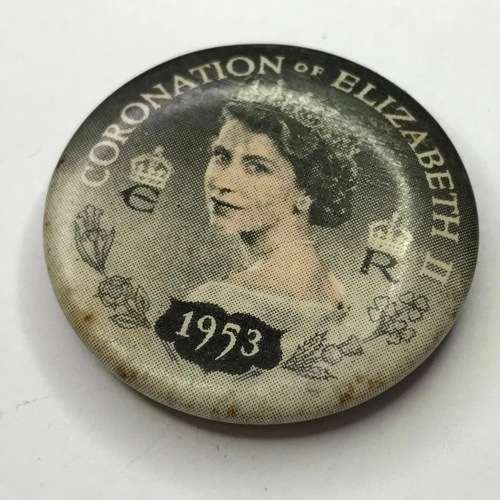 CORONATION OF ELIZABETH II
E R
1953